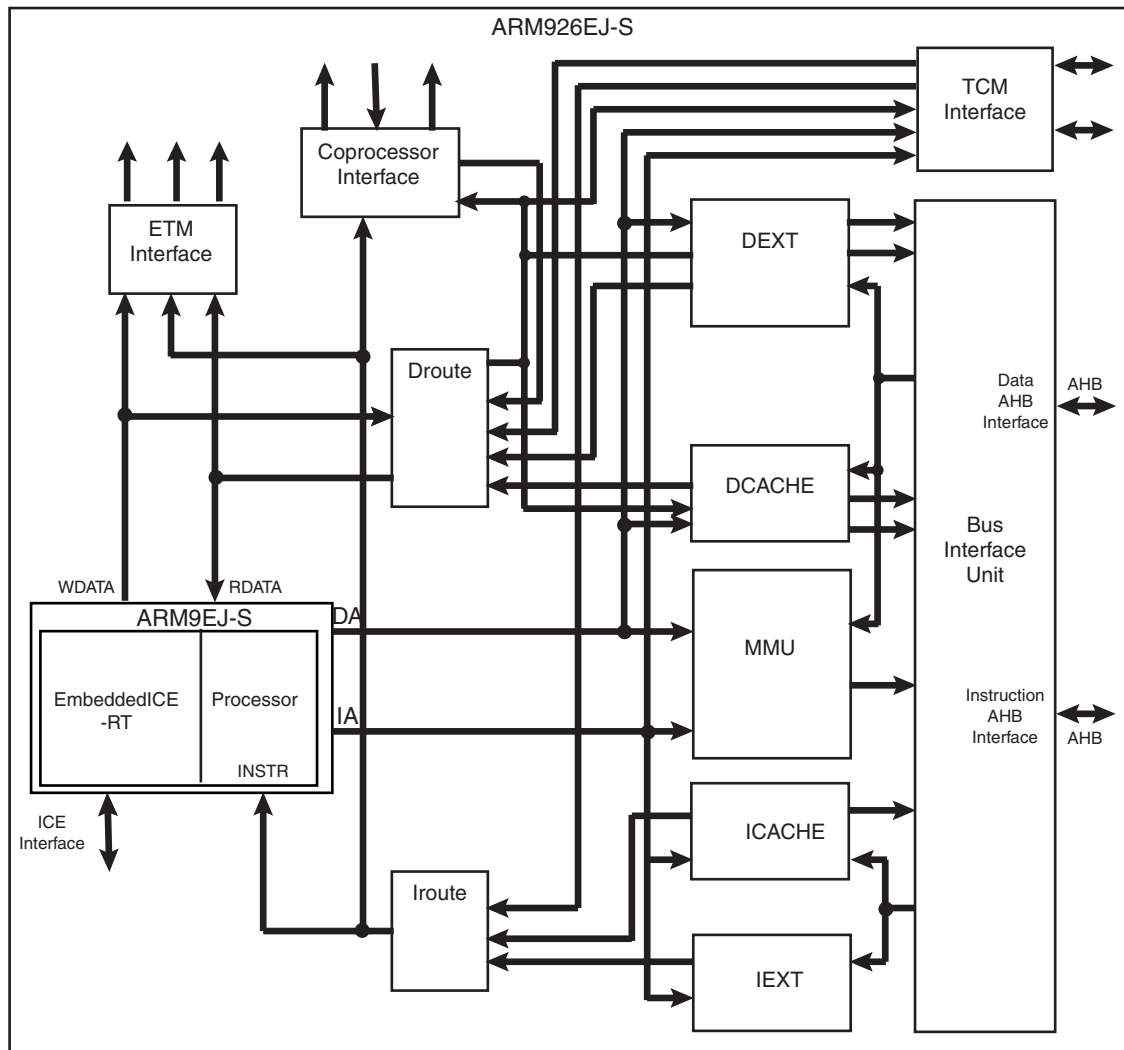 ARM926EJ-S
TCM
Interface
Coprocessor
Interface
ETM
Interface
DEXT
Droute
Data
AHB
Interface
AHB
DCACHE
Bus
Interface
Unit
WDATA
RDATA
ARM9EJ-S
DA
MMU
EmbeddedICE
-RT
Processor
IA
Instruction
AHB
Interface
AHB
INSTR
ICE
Interface
ICACHE
Iroute
IEXT